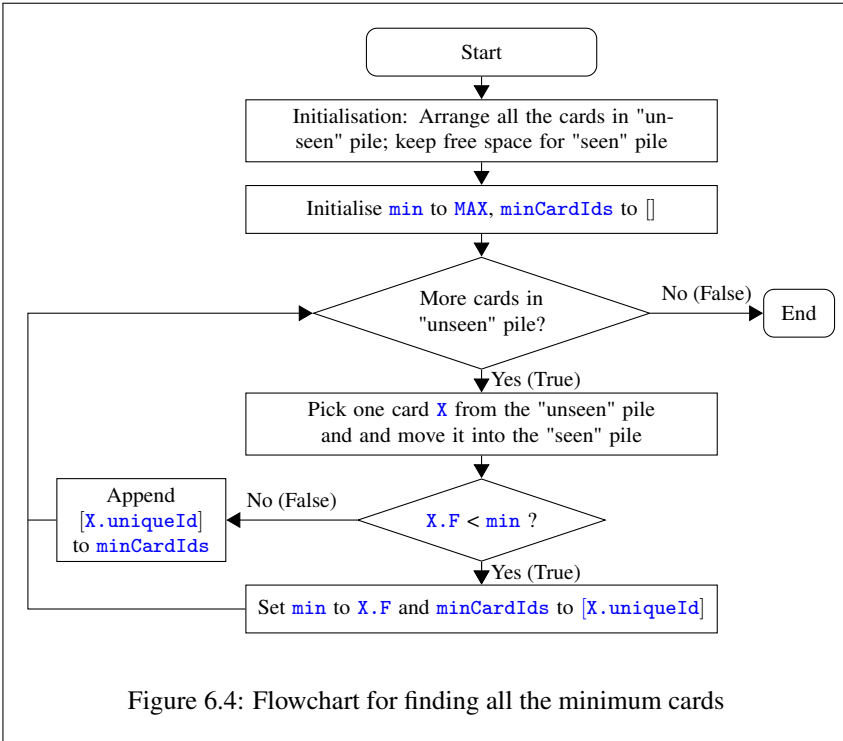 Start
Initialisation: Arrange all the cards in "un-
seen" pile; keep free space for "seen" pile
Initialise min to MAX, minCardIds to []
More cards in
"unseen" pile?
No (False)
End
Yes (True)
Pick one card X from the "unseen" pile
and and move it into the "seen" pile
X.F < min ?
No (False)
Append
[X.uniqueId]
to minCardIds
Yes (True)
Set min to X.F and minCardIds to [X.uniqueId]
Figure 6.4: Flowchart for finding all the minimum cards